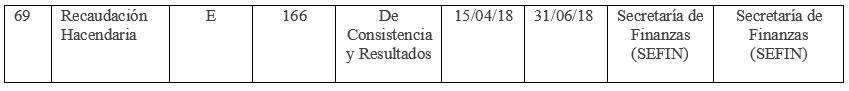 69 Recaudación E 166 De 15/04/18 31/06/18 Secretaría de Secretaría de
Hacendaria Consistencia Finanzas Finanzas
y Resultados (SEFIN) (SEFIN)